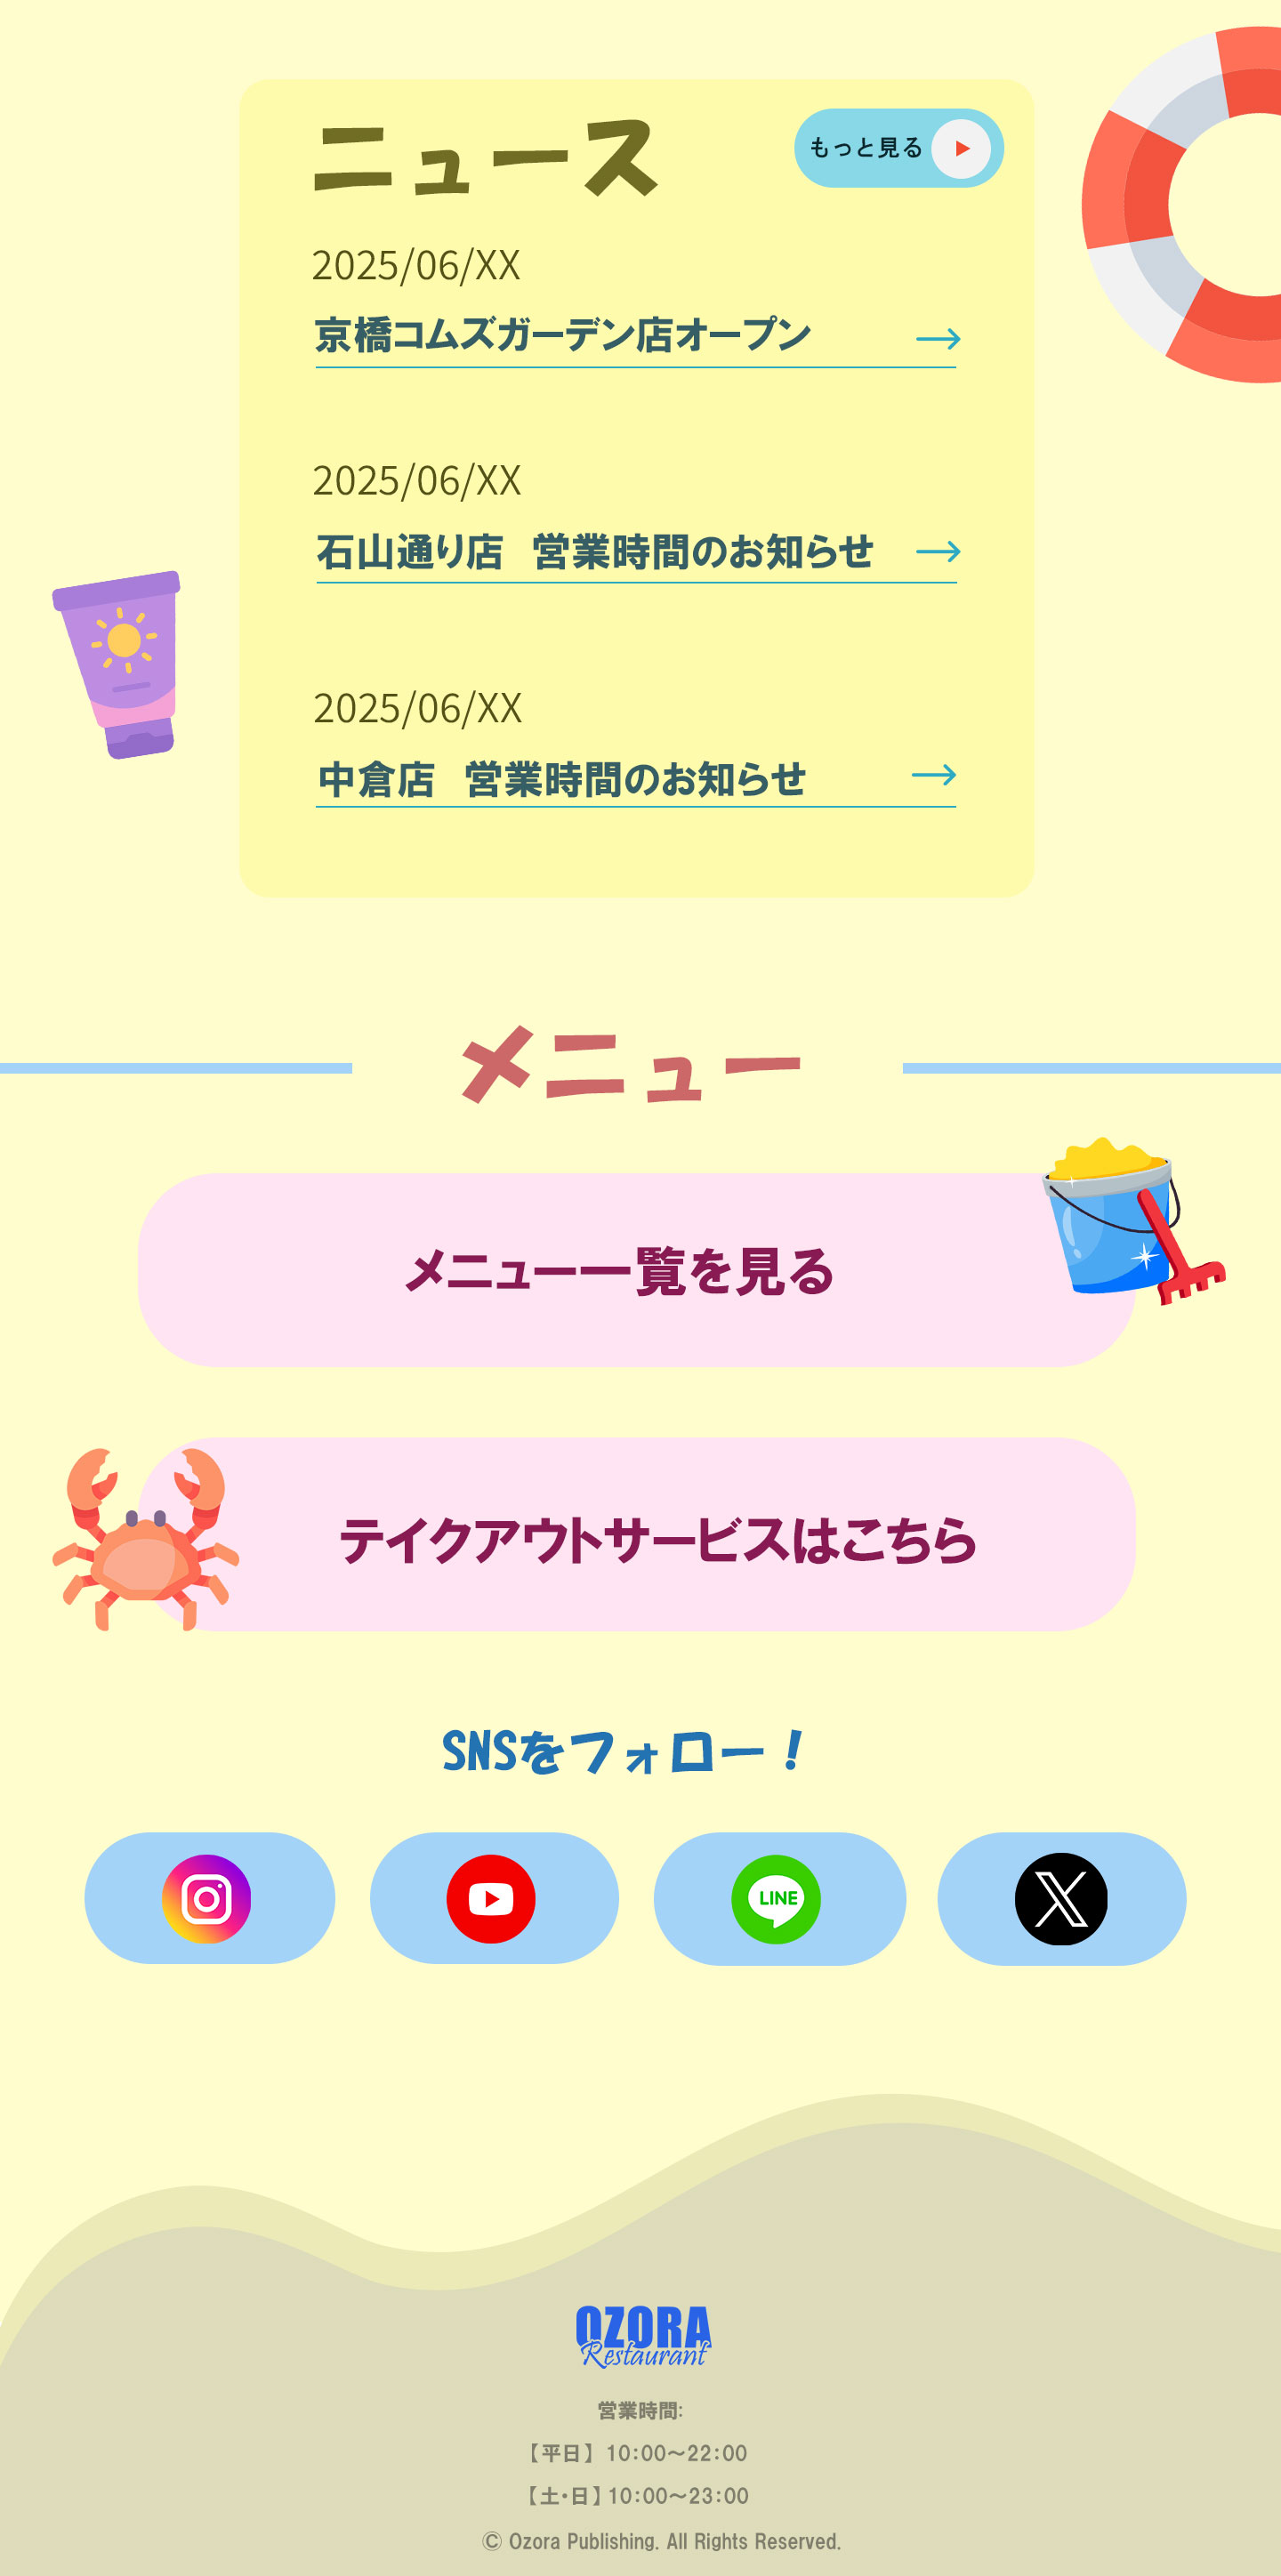 ニュース
もっと見る
2025/06/XX
京橋コムズガーデン店オープン
2025/06/XX
石山通り店　営業時間のお知らせ
2025/06/XX
中倉店　営業時間のお知らせ
メニュー
メニュー一覧を見る
テイクアウトサービスはこちら
SNSをフォロー！
LINE
OZORA
Restaurant
営業時間:
【平日】 10:00〜22:00
【土・日】10:00〜23:00
© Ozora Publishing. All Rights Reserved.